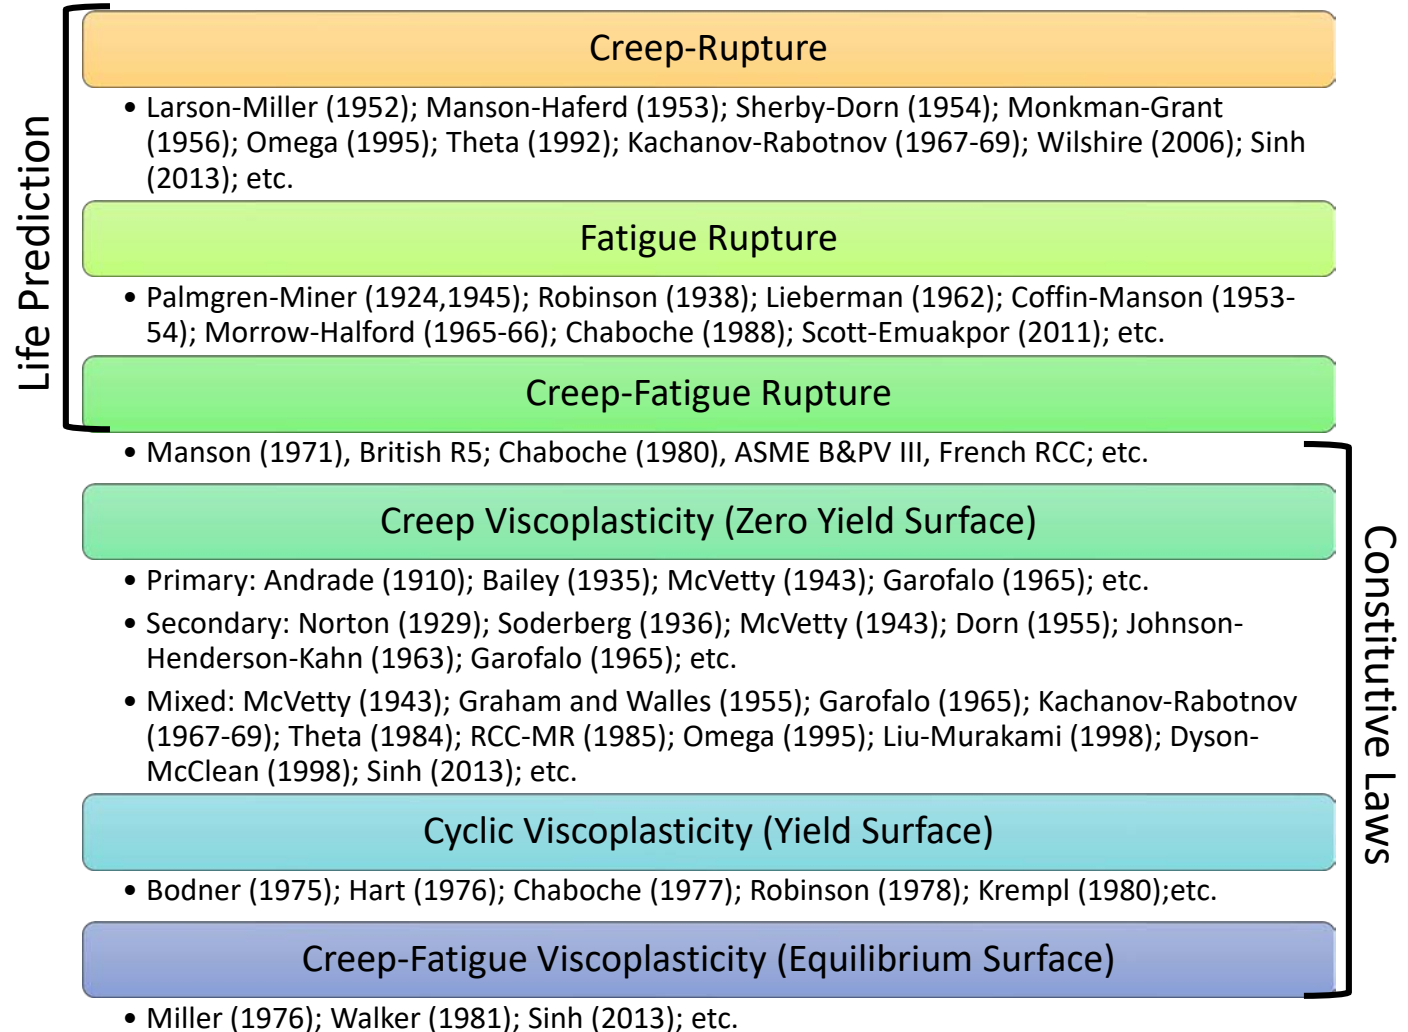 Life Prediction
Creep-Rupture
• Larson-Miller (1952); Manson-Haferd (1953); Sherby-Dorn (1954); Monkman-Grant
(1956); Omega (1995); Theta (1992); Kachanov-Rabotnov (1967-69); Wilshire (2006); Sinh
(2013); etc.
Fatigue Rupture
• Palmgren-Miner (1924,1945); Robinson (1938); Lieberman (1962); Coffin-Manson (1953-
54); Morrow-Halford (1965-66); Chaboche (1988); Scott-Emuakpor (2011); etc.
Creep-Fatigue Rupture
• Manson (1971), British R5; Chaboche (1980), ASME B&PV III, French RCC; etc.
Constitutive Laws
Creep Viscoplasticity (Zero Yield Surface)
• Primary: Andrade (1910); Bailey (1935); McVetty (1943); Garofalo (1965); etc.
• Secondary: Norton (1929); Soderberg (1936); McVetty (1943); Dorn (1955); Johnson-
Henderson-Kahn (1963); Garofalo (1965); etc.
• Mixed: McVetty (1943); Graham and Walles (1955); Garofalo (1965); Kachanov-Rabotnov
(1967-69); Theta (1984); RCC-MR (1985); Omega (1995); Liu-Murakami (1998); Dyson-
McClean (1998); Sinh (2013); etc.
Cyclic Viscoplasticity (Yield Surface)
• Bodner (1975); Hart (1976); Chaboche (1977); Robinson (1978); Krempl (1980);etc.
Creep-Fatigue Viscoplasticity (Equilibrium Surface)
• Miller (1976); Walker (1981); Sinh (2013); etc.